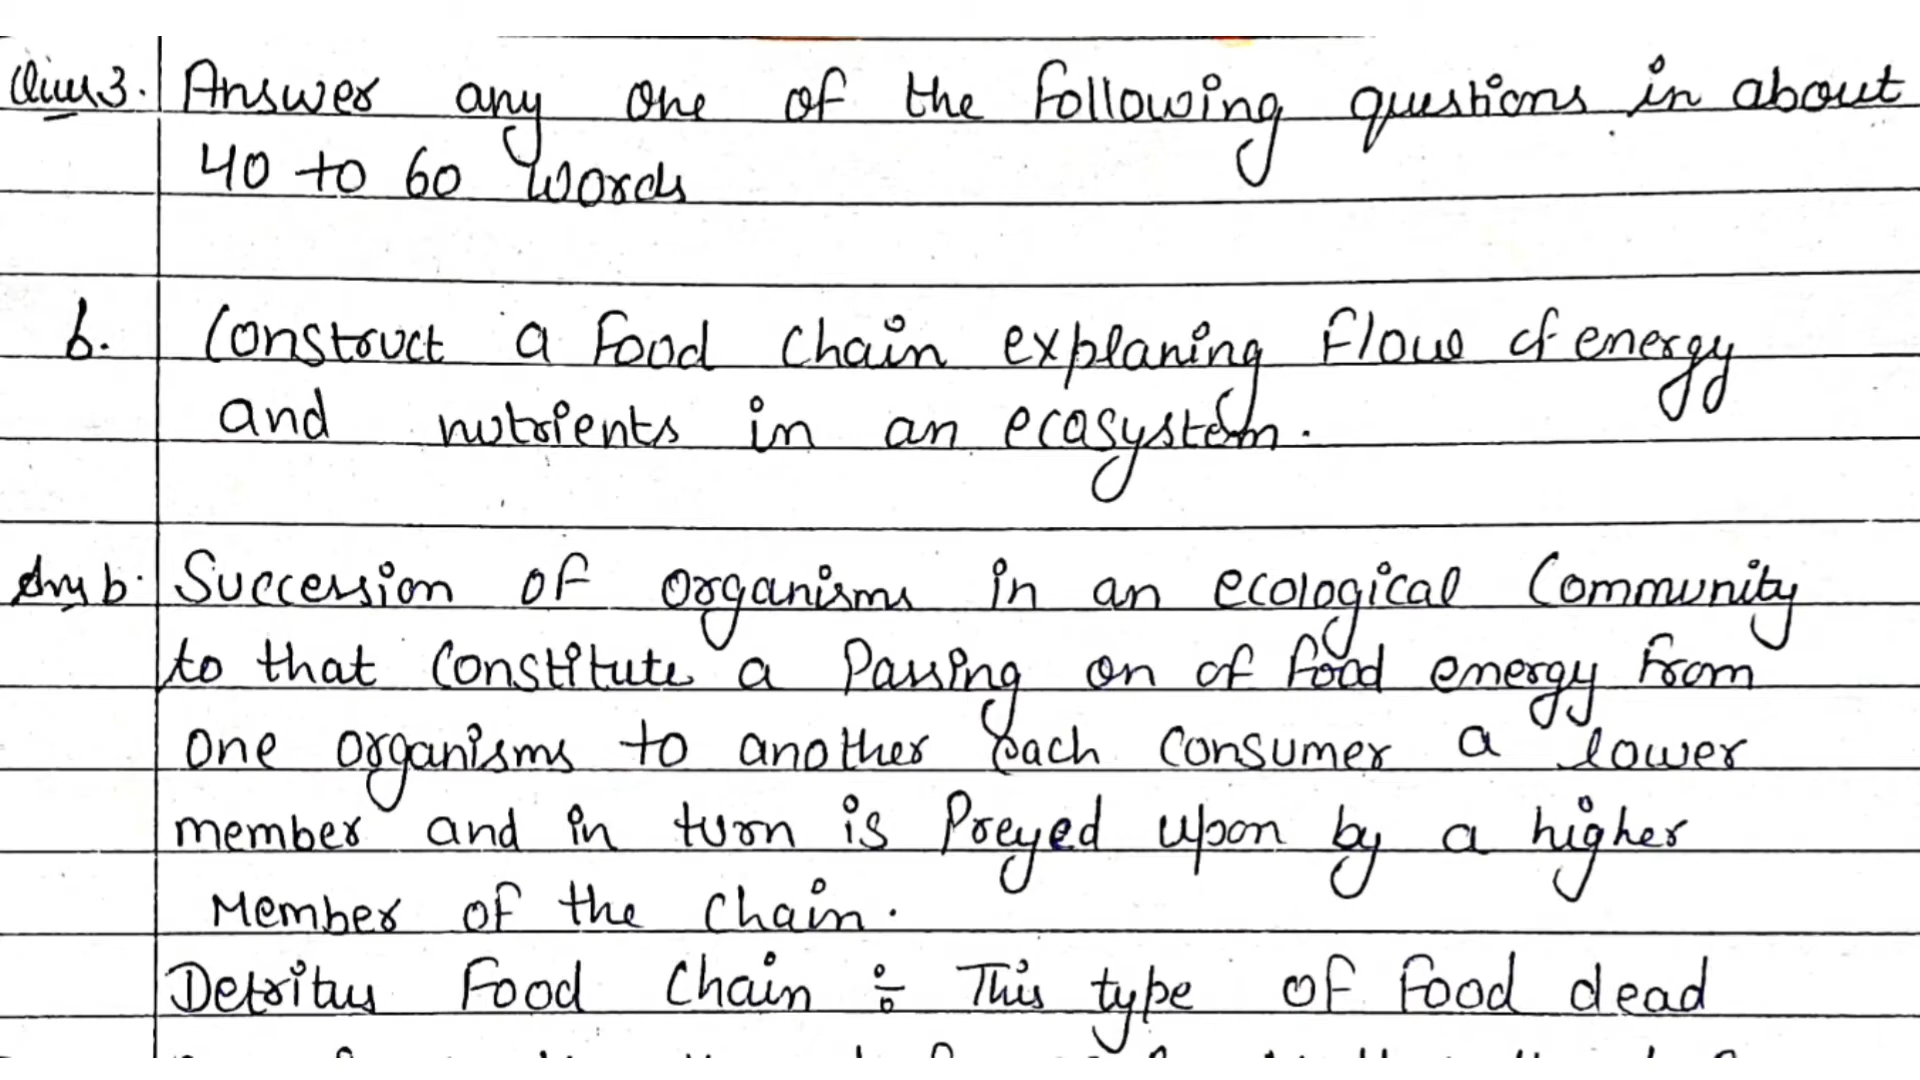 Ques 3. Answer any one of the following questions in about
40 to 60 words
b. Construct a food chain explaning flow of energy
and nutrients in an ecosystem.
Ans b. Succession of organisms in an ecological Community
to that constitute a Passing on of food energy from
one organisms to another each consumer a lower
member and in turn is Preyed upon by a higher
Member of the chain.
Detritus Food Chain ÷ This type of food dead